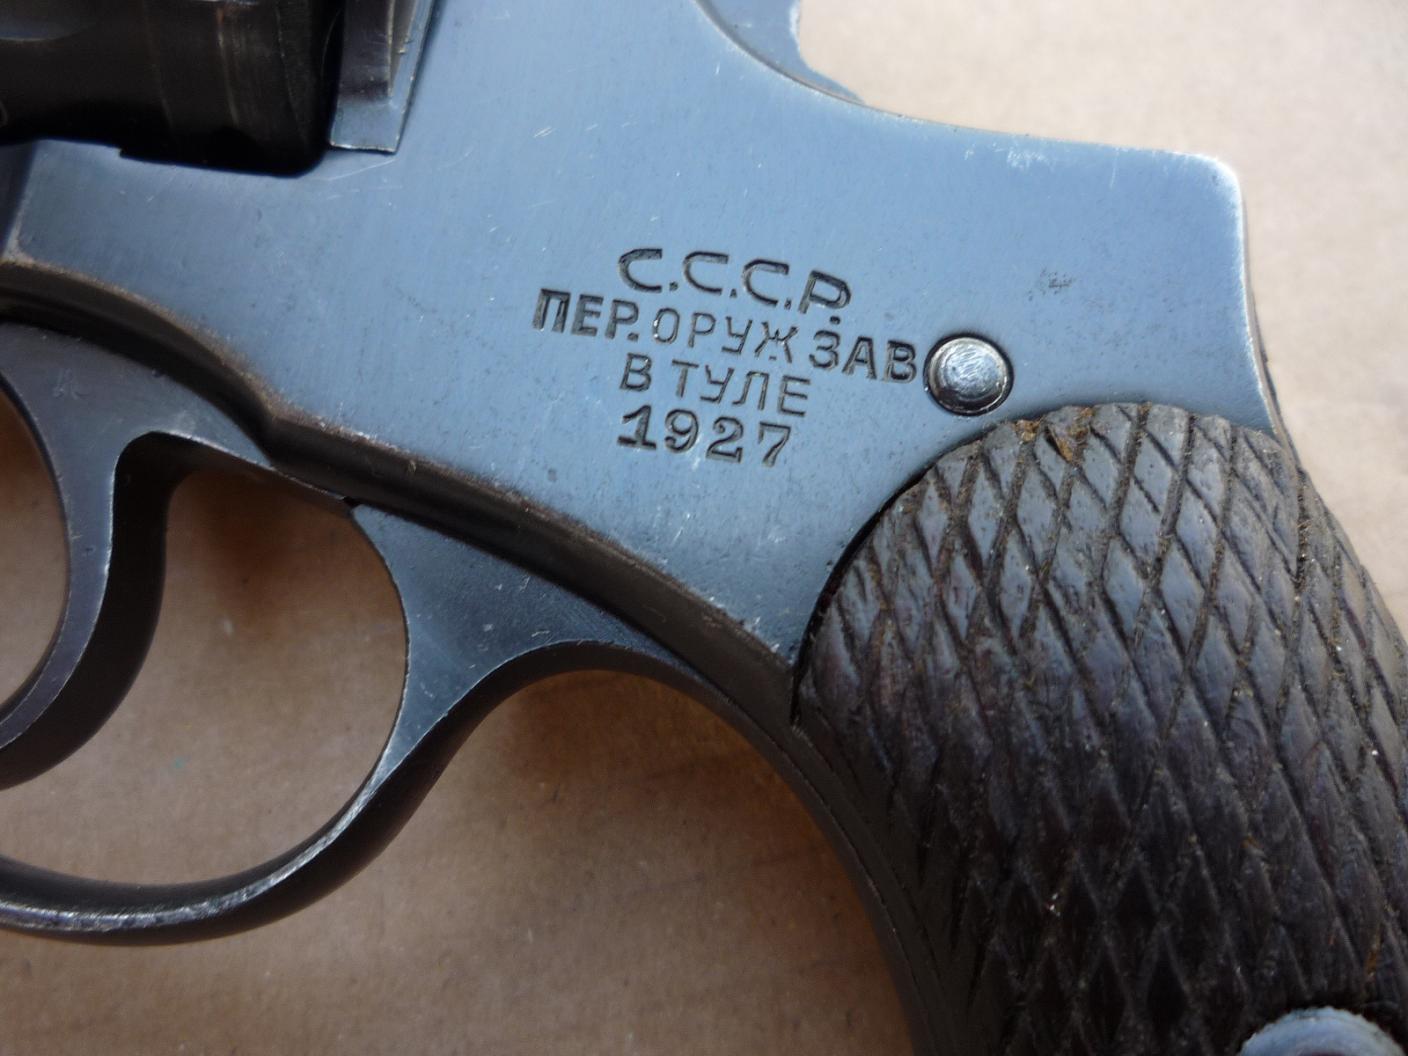 С.С.С.Р.
ПЕР. ОРУЖ ЗАВ
В ТУЛЕ
1927